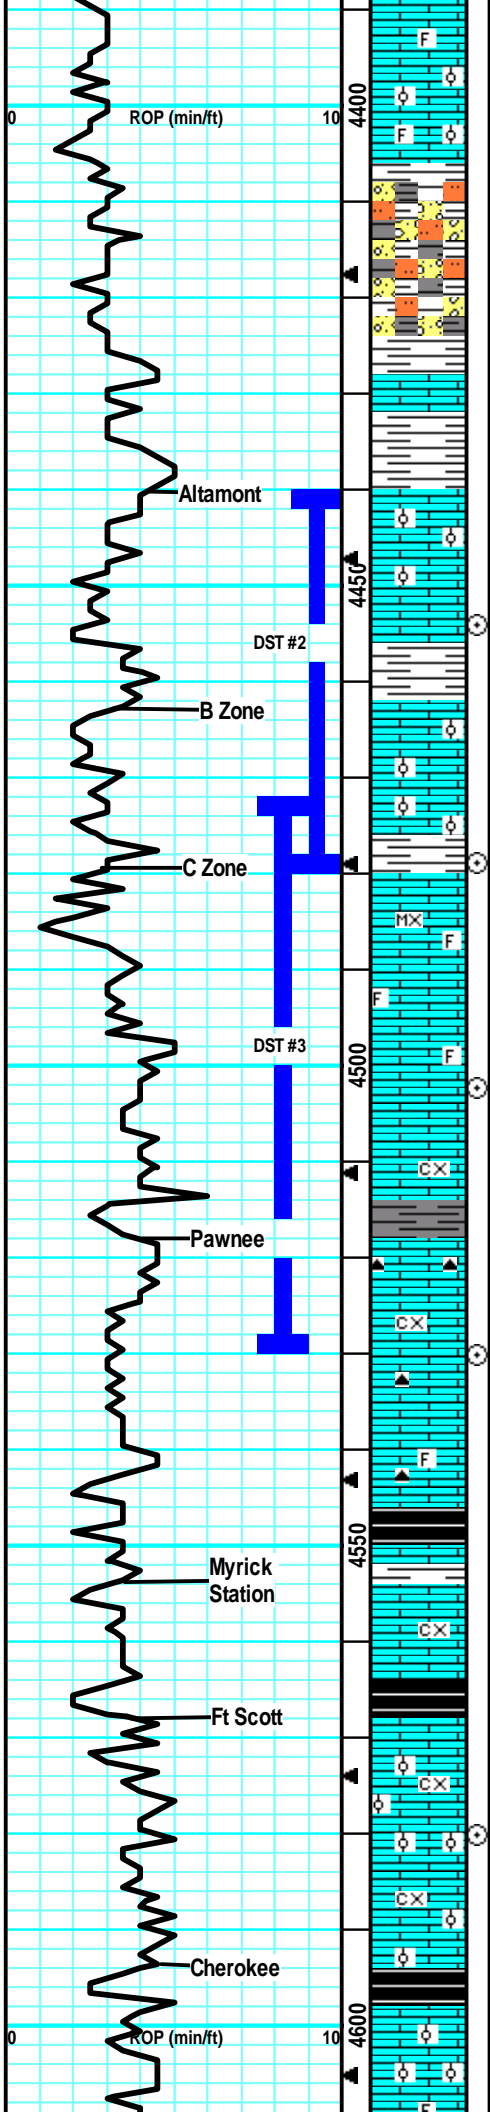 F
4400
0 ROP (min/ft) 10
F
Altamont
4450
DST #2
B Zone
C Zone
MX
F
F
DST #3
4500
F
CX
Pawnee
CX
F
4550
Myrick
Station
CX
Ft Scott
CX
CX
Cherokee
4600
0 ROP (min/ft) 10
F